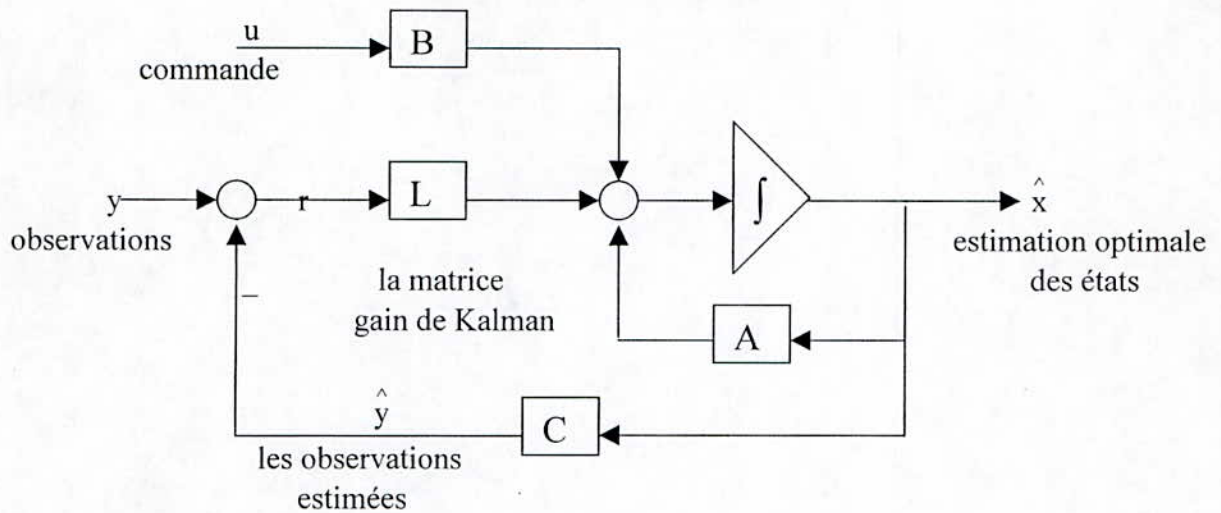 u
commande
B
y
observations
r
L
∫
x̂
estimation optimale
des états
la matrice
gain de Kalman
–
A
ŷ
C
les observations
estimées